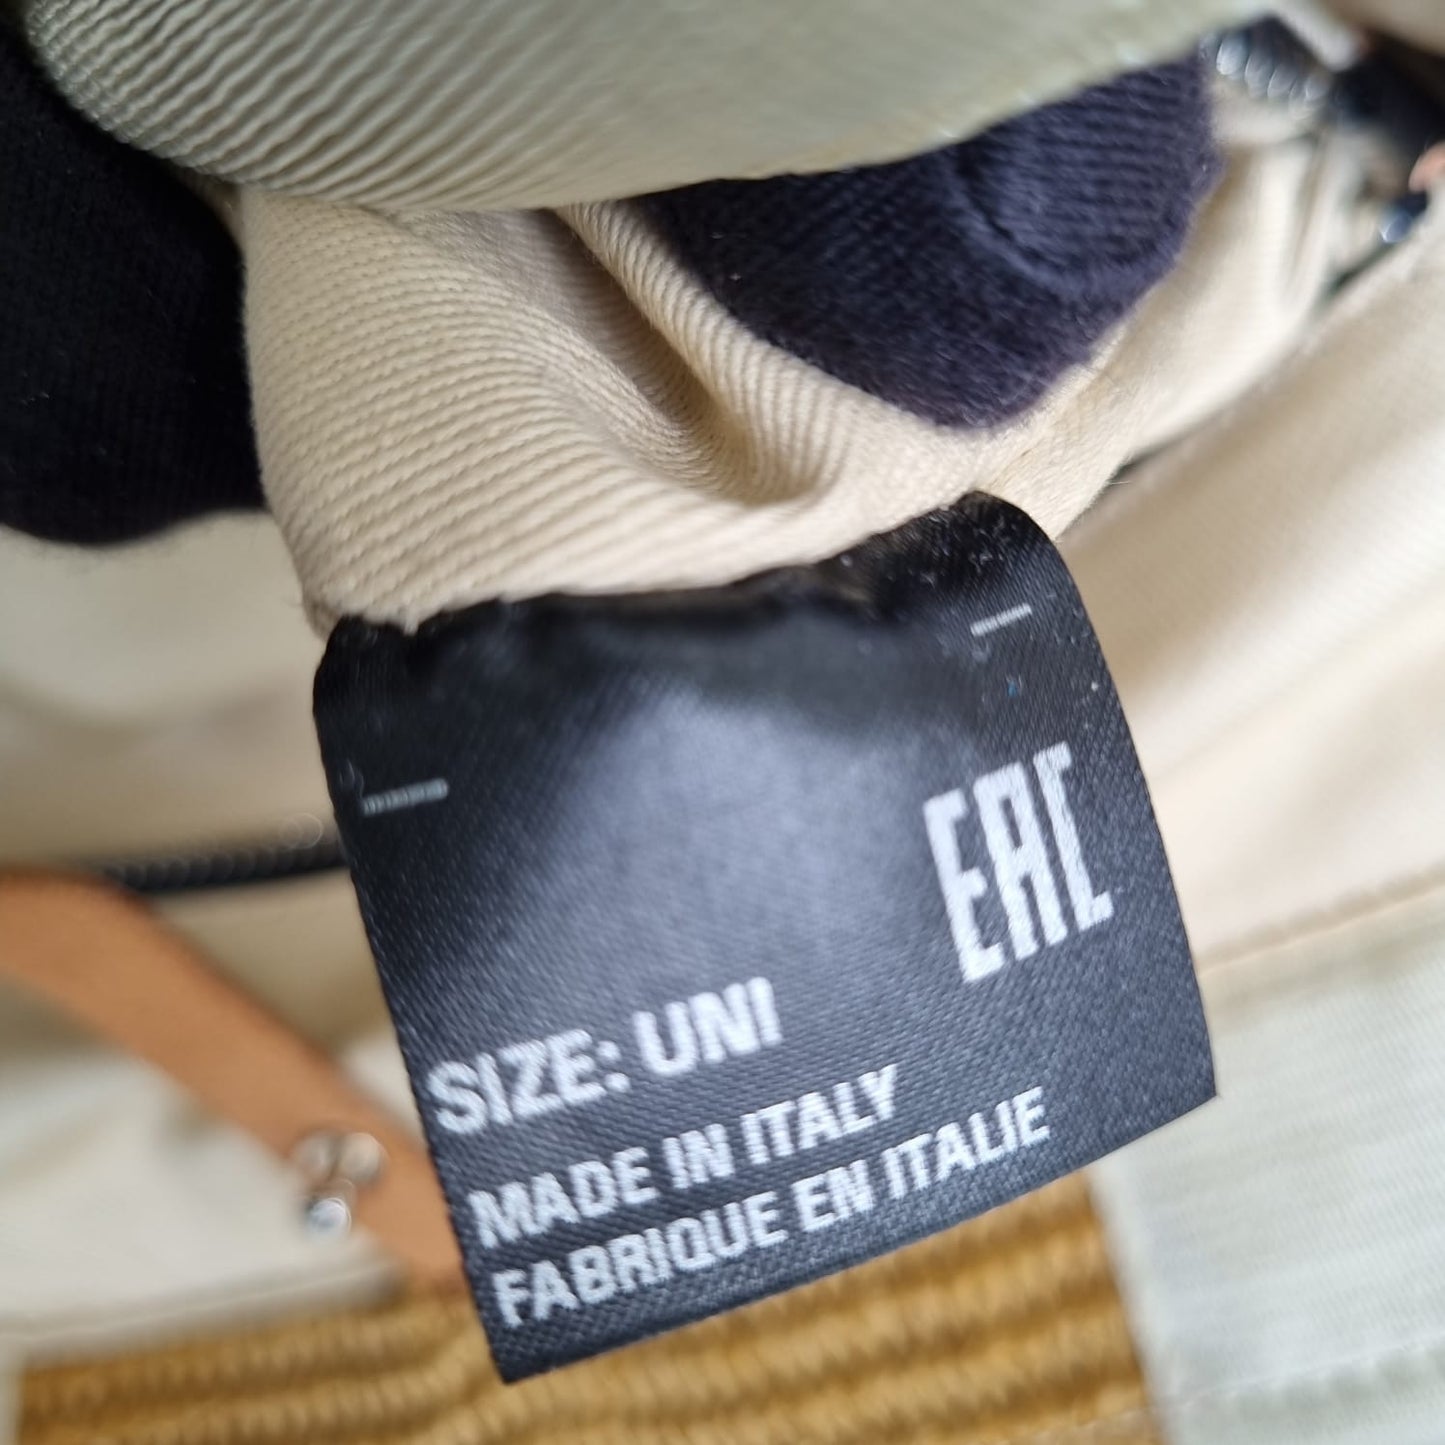 EAC
SIZE: UNI
MADE IN ITALY
FABRIQUE EN ITALIE